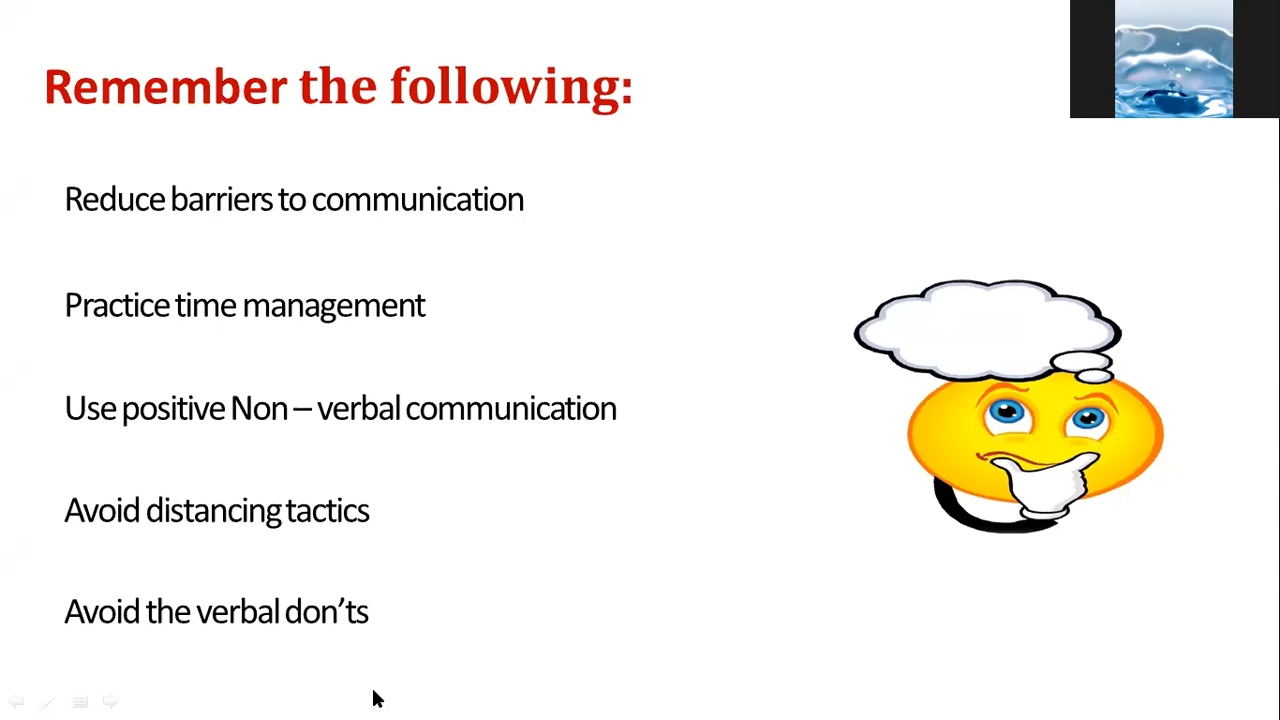 Remember the following:
Reduce barriers to communication
Practice time management
Use positive Non – verbal communication
Avoid distancing tactics
Avoid the verbal don’ts